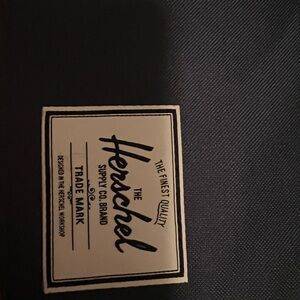 THE FINEST QUALITY
THE
Herschel
SUPPLY CO. BRAND
TRADE MARK
DESIGNED IN THE HERSCHEL WORKSHOP